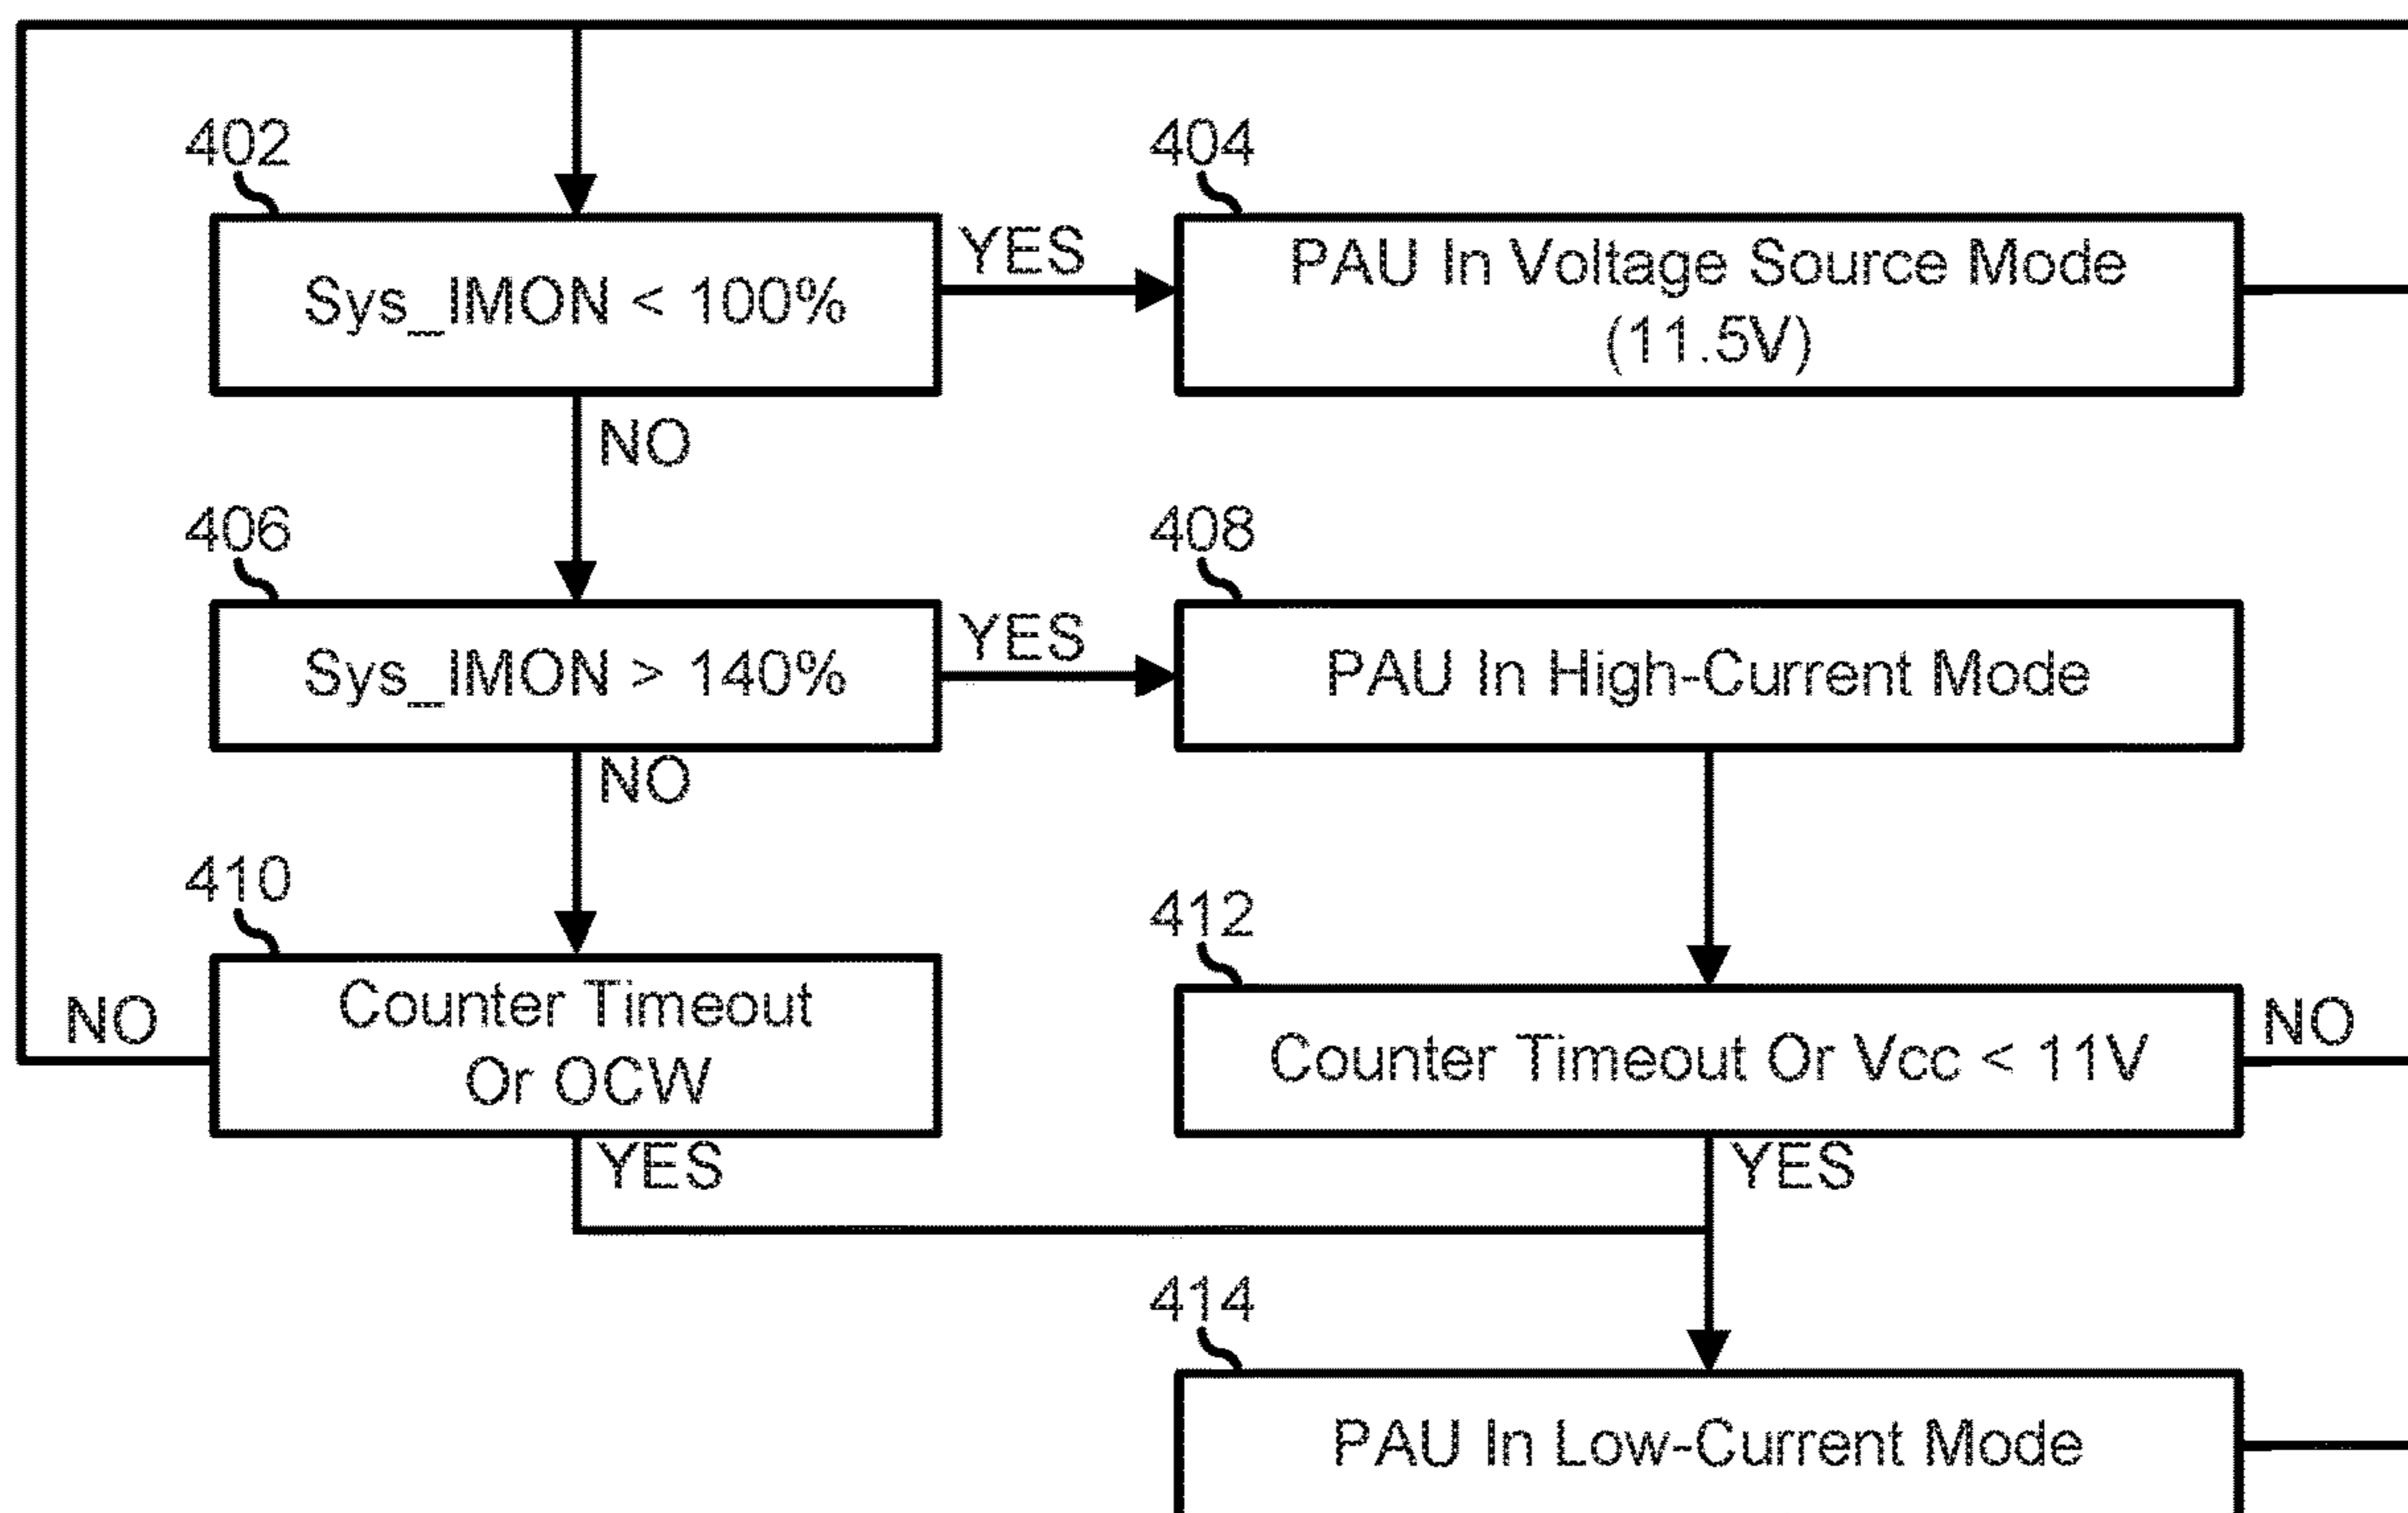 402
404
Sys_IMON < 100%
YES
PAU In Voltage Source Mode
(11.5V)
NO
406
408
Sys_IMON > 140%
YES
PAU In High-Current Mode
NO
410
412
NO
Counter Timeout
Or OCW
Counter Timeout Or Vcc < 11V
NO
YES
YES
414
PAU In Low-Current Mode